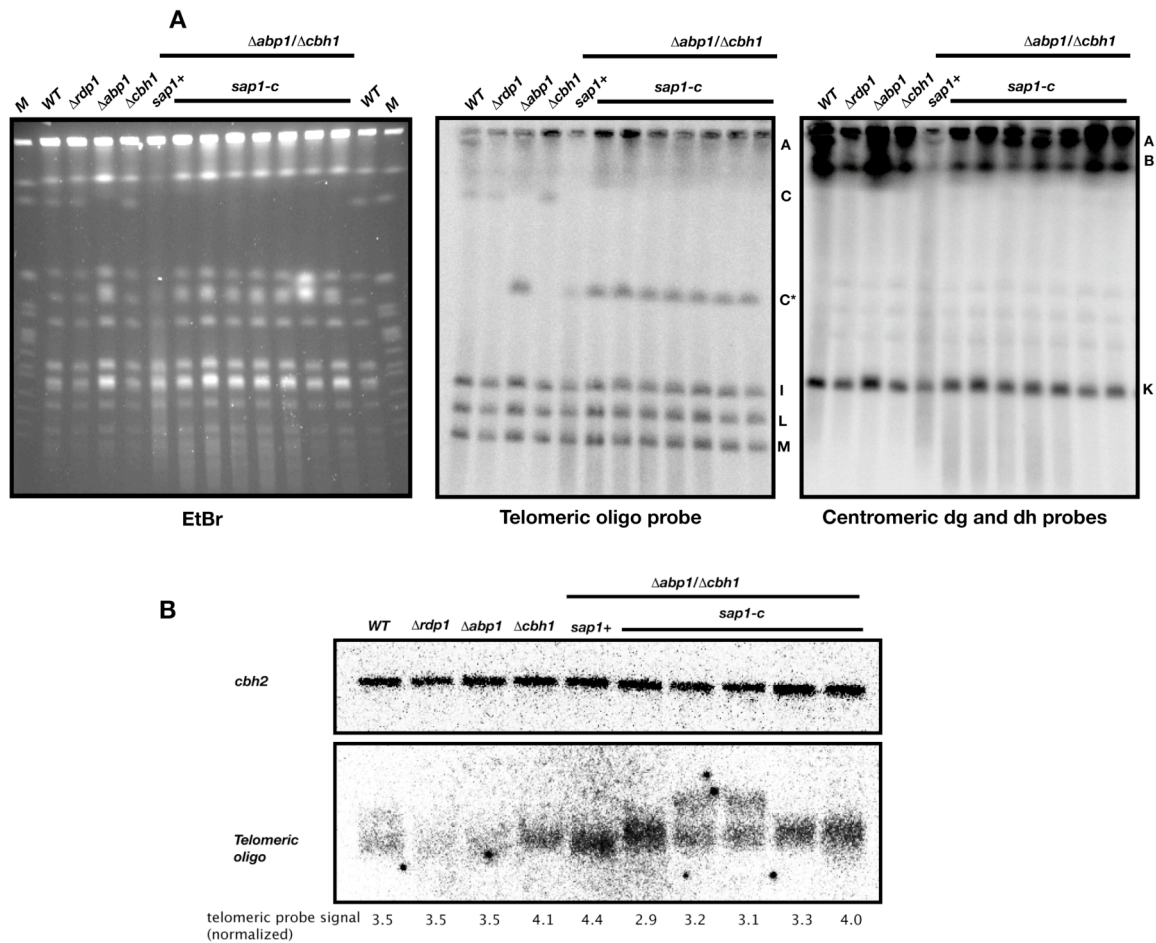 A
Δabp1/Δcbh1
Δabp1/Δcbh1
Δabp1/Δcbh1
M WT Δrdp1 Δabp1 Δcbh1 sap1+ sap1-c WT M
WT Δrdp1 Δabp1 Δcbh1 sap1+ sap1-c
WT Δrdp1 Δabp1 Δcbh1 sap1+ sap1-c
A
C
C*
I
L
M
A
B
K
EtBr
Telomeric oligo probe
Centromeric dg and dh probes
B
Δabp1/Δcbh1
WT Δrdp1 Δabp1 Δcbh1 sap1+ sap1-c
cbh2
Telomeric
oligo
telomeric probe signal 3.5 3.5 3.5 4.1 4.4 2.9 3.2 3.1 3.3 4.0
(normalized)